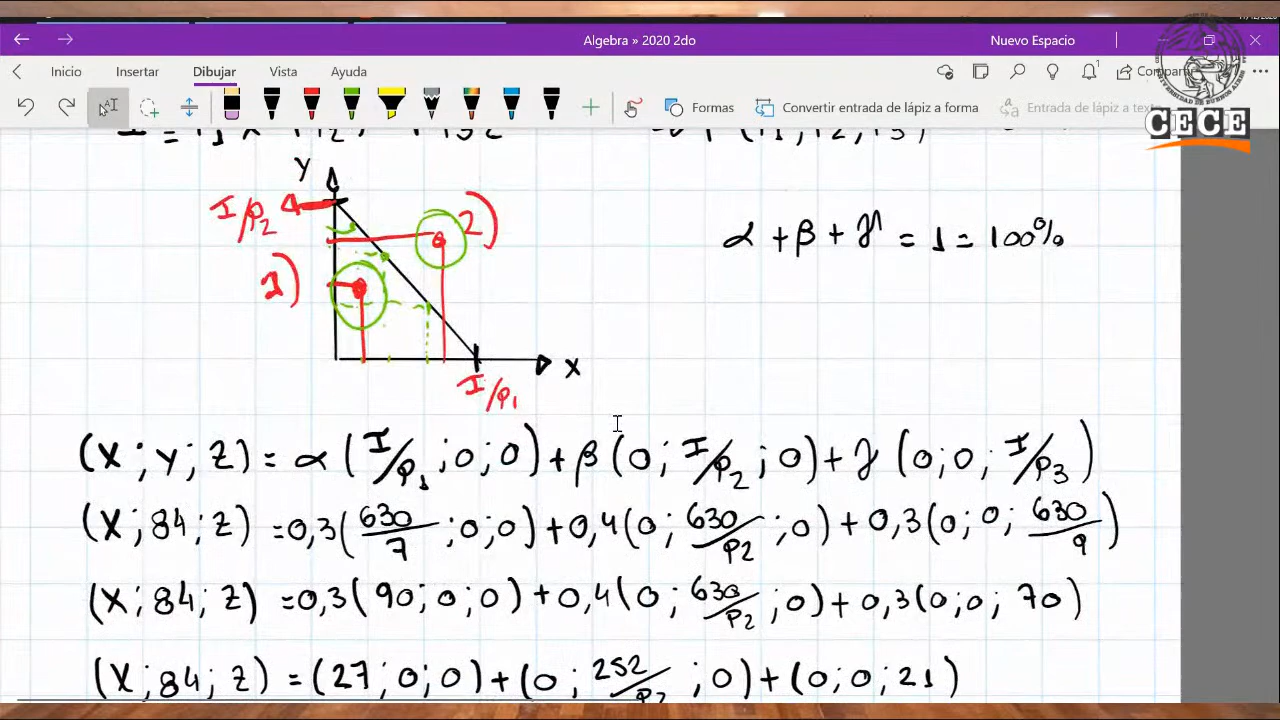 Algebra » 2020 2do
Nuevo Espacio
Inicio Insertar Dibujar Vista Ayuda
Formas Convertir entrada de lápiz a forma Entrada de lápiz a texto
CECE
Y
I/P2
2)
1)
X
I/P1
α + β + γ = 1 = 100%
(X ; Y ; Z) = α (I/P1 ; 0 ; 0) + β (0 ; I/P2 ; 0) + γ (0 ; 0 ; I/P3)
(X ; 84 ; Z) = 0,3 (630/7 ; 0 ; 0) + 0,4 (0 ; 630/P2 ; 0) + 0,3 (0 ; 0 ; 630/9)
(X ; 84 ; Z) = 0,3 (90 ; 0 ; 0) + 0,4 (0 ; 630/P2 ; 0) + 0,3 (0 ; 0 ; 70)
(X ; 84 ; Z) = (27 ; 0 ; 0) + (0 ; 252/P2 ; 0) + (0 ; 0 ; 21)